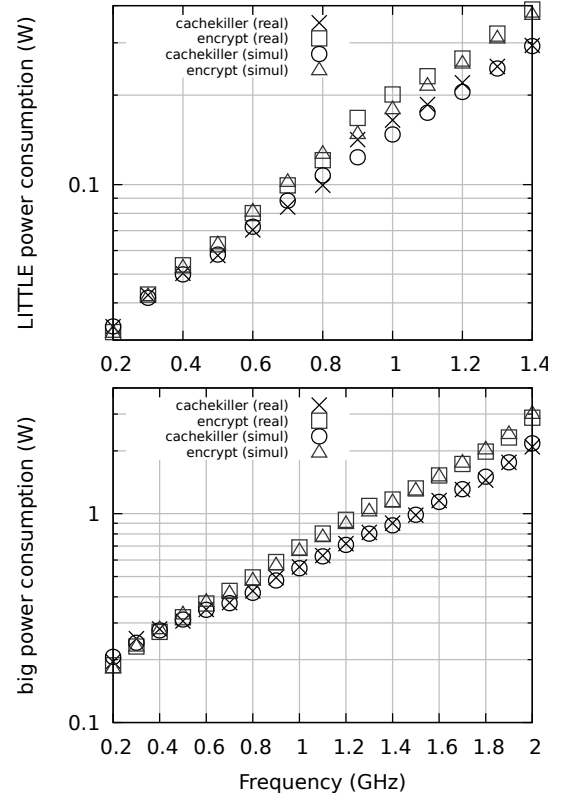 LITTLE power consumption (W)
cachekiller (real)
encrypt (real)
cachekiller (simul)
encrypt (simul)
0.1
0.2 0.4 0.6 0.8 1 1.2 1.4
big power consumption (W)
cachekiller (real)
encrypt (real)
cachekiller (simul)
encrypt (simul)
1
0.1
0.2 0.4 0.6 0.8 1 1.2 1.4 1.6 1.8 2
Frequency (GHz)